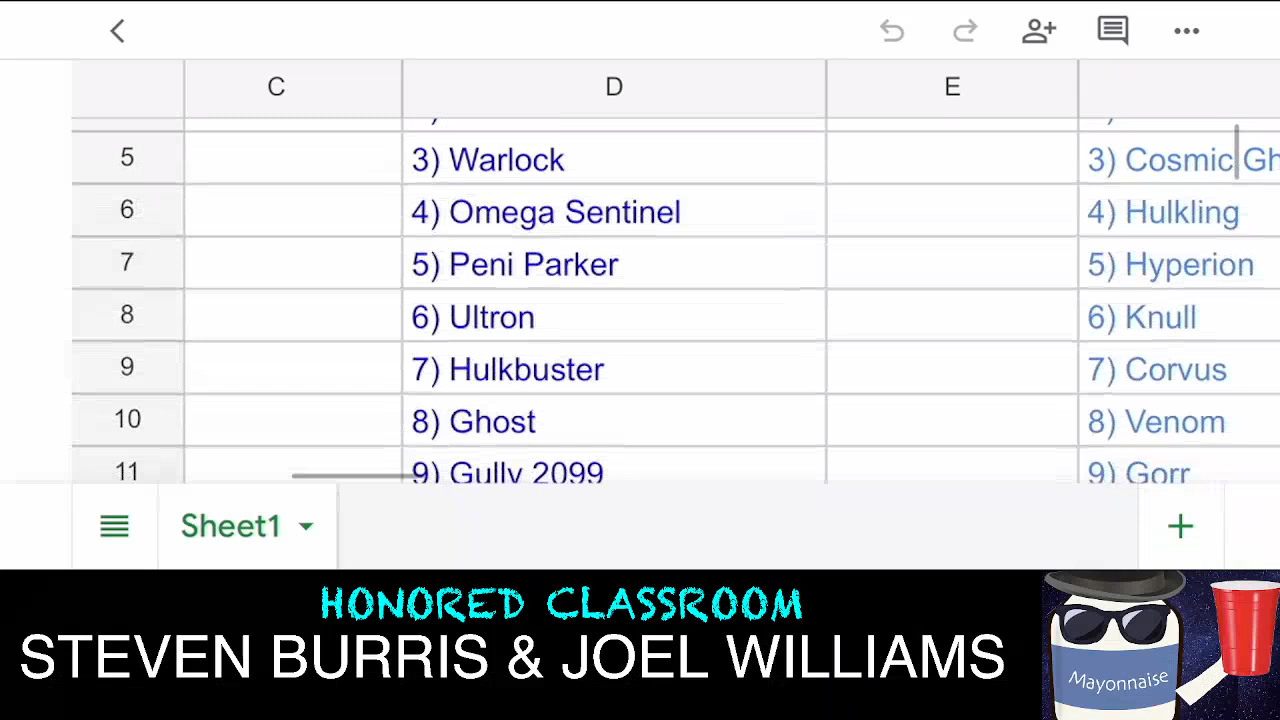 C D E
5 3) Warlock 3) Cosmic Gh
6 4) Omega Sentinel 4) Hulkling
7 5) Peni Parker 5) Hyperion
8 6) Ultron 6) Knull
9 7) Hulkbuster 7) Corvus
10 8) Ghost 8) Venom
11 9) Gully 2099 9) Gorr
Sheet1
HONORED CLASSROOM
STEVEN BURRIS & JOEL WILLIAMS
Mayonnaise